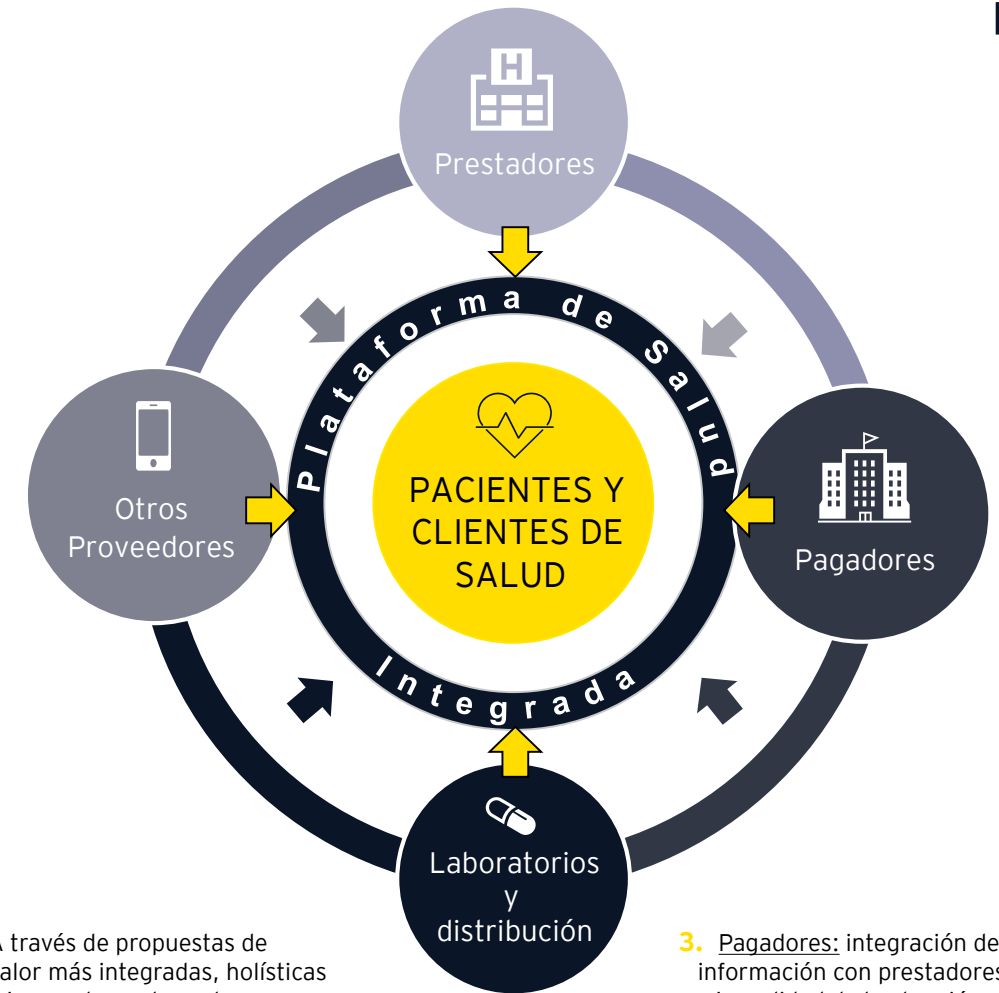 Prestadores
Plataforma de Salud
Integrada
PACIENTES Y
CLIENTES DE
SALUD
Otros
Proveedores
Pagadores
Laboratorios
y
distribución
través de propuestas de
más integradas, holísticas
3. Pagadores: integración de
información con prestadores